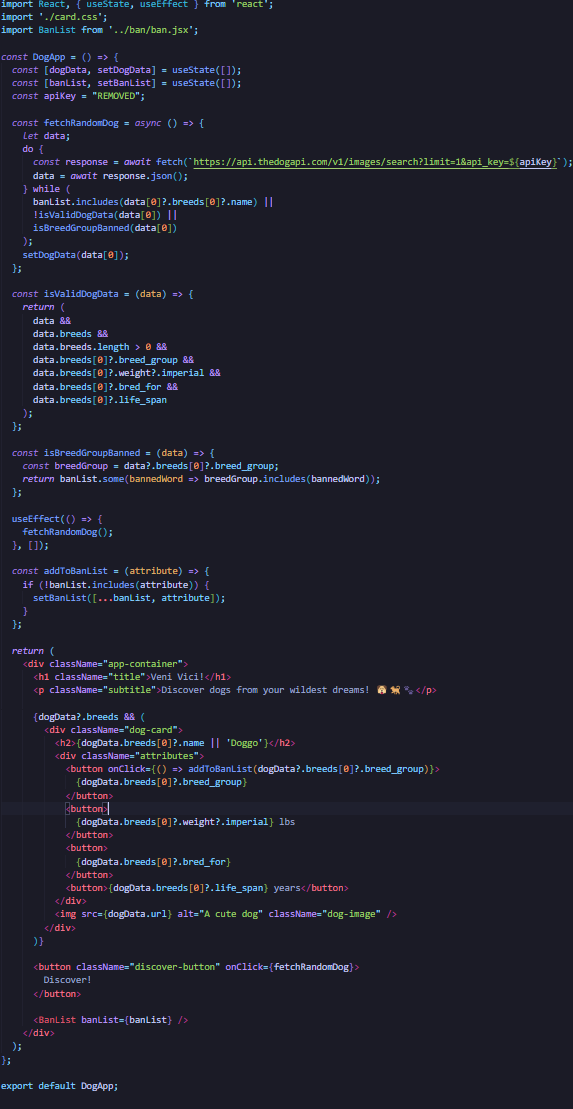 import React, { useState, useEffect } from 'react';
import './card.css';
import BanList from '../ban/ban.jsx';

const DogApp = () => {
  const [dogData, setDogData] = useState([]);
  const [banList, setBanList] = useState([]);
  const apiKey = "REMOVED";

  const fetchRandomDog = async () => {
    let data;
    do {
      const response = await fetch(`https://api.thedogapi.com/v1/images/search?limit=1&api_key=${apiKey}`);
      data = await response.json();
    } while (
      banList.includes(data[0]?.breeds[0]?.name) ||
      !isValidDogData(data[0]) ||
      isBreedGroupBanned(data[0])
    );
    setDogData(data[0]);
  };

  const isValidDogData = (data) => {
    return (
      data &&
      data.breeds &&
      data.breeds.length > 0 &&
      data.breeds[0]?.breed_group &&
      data.breeds[0]?.weight?.imperial &&
      data.breeds[0]?.bred_for &&
      data.breeds[0]?.life_span
    );
  };

  const isBreedGroupBanned = (data) => {
    const breedGroup = data?.breeds[0]?.breed_group;
    return banList.some(bannedWord => breedGroup.includes(bannedWord));
  };

  useEffect(() => {
    fetchRandomDog();
  }, []);

  const addToBanList = (attribute) => {
    if (!banList.includes(attribute)) {
      setBanList([...banList, attribute]);
    }
  };

  return (
    <div className="app-container">
      <h1 className="title">Veni Vici!</h1>
      <p className="subtitle">Discover dogs from your wildest dreams! 🐶🐕🐾</p>

      {dogData?.breeds && (
        <div className="dog-card">
          <h2>{dogData.breeds[0]?.name || 'Doggo'}</h2>
          <div className="attributes">
            <button onClick={() => addToBanList(dogData?.breeds[0]?.breed_group)}>
              {dogData.breeds[0]?.breed_group}
            </button>
            <button>
              {dogData.breeds[0]?.weight?.imperial} lbs
            </button>
            <button>
              {dogData.breeds[0]?.bred_for}
            </button>
            <button>{dogData.breeds[0]?.life_span} years</button>
          </div>
          <img src={dogData.url} alt="A cute dog" className="dog-image" />
        </div>
      )}

      <button className="discover-button" onClick={fetchRandomDog}>
        Discover!
      </button>

      <BanList banList={banList} />
    </div>
  );
};

export default DogApp;